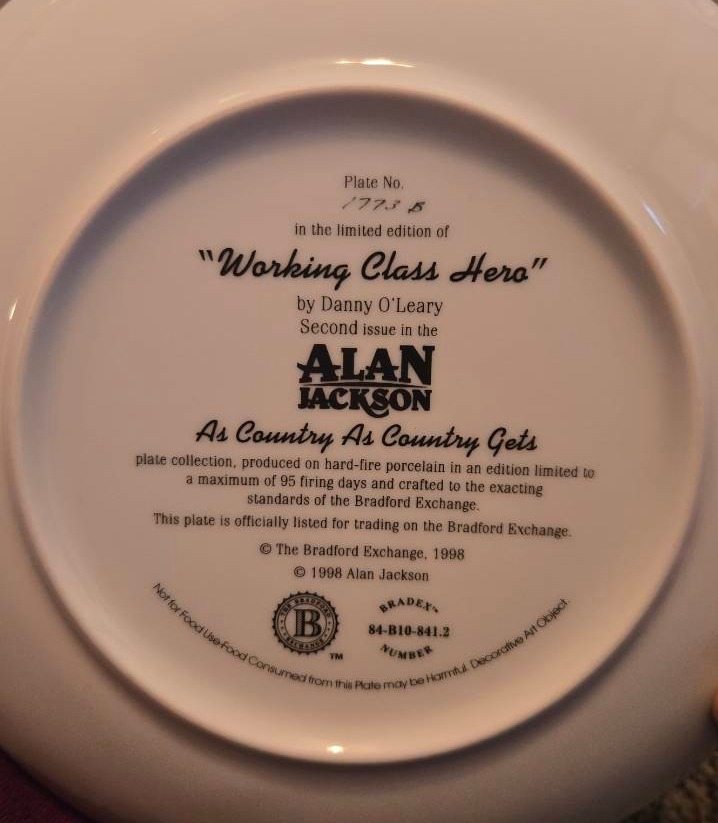 Plate No.
1773 B
in the limited edition of
"Working Class Hero"
by Danny O'Leary
Second issue in the
ALAN
JACKSON
As Country As Country Gets
plate collection, produced on hard-fire porcelain in an edition limited to
a maximum of 95 firing days and crafted to the exacting
standards of the Bradford Exchange.
This plate is officially listed for trading on the Bradford Exchange.
© The Bradford Exchange, 1998
© 1998 Alan Jackson
THE BRADFORD
B
EXCHANGE
TM
BRADEX™
84-B10-841.2
NUMBER
Not for Food Use-Food Consumed from this Plate may be Harmful. Decorative Art Object.